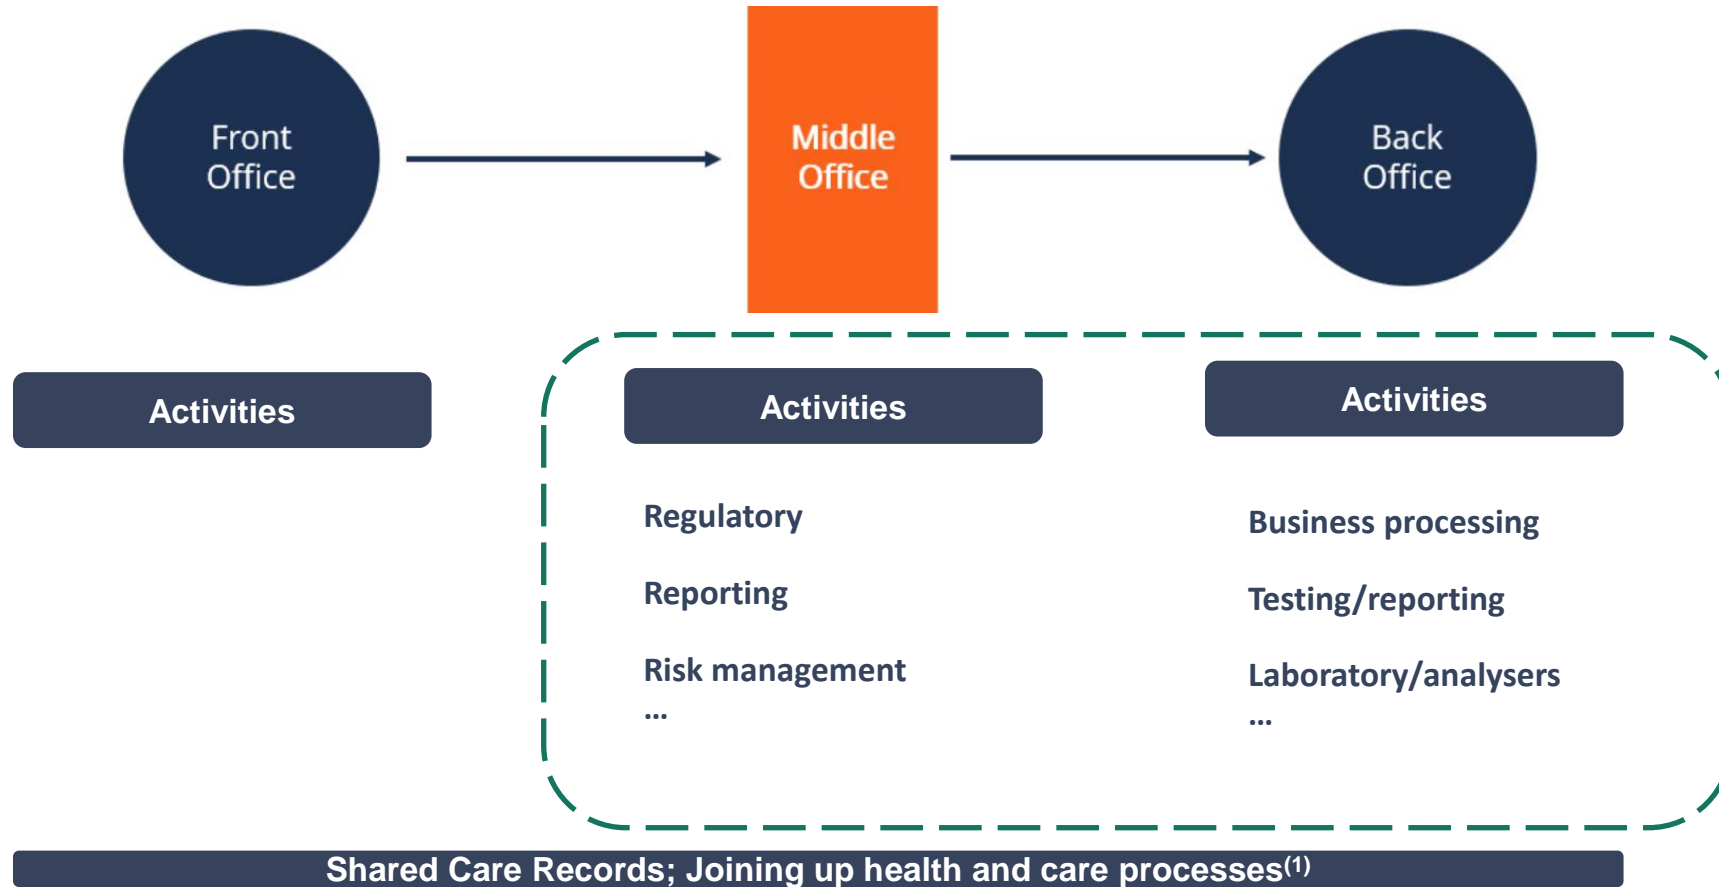 Front
Office
Middle
Office
Back
Office
Activities
Activities
Activities
Regulatory
Reporting
Risk management
...
Business processing
Testing/reporting
Laboratory/analysers
...
Shared Care Records; Joining up health and care processes(1)